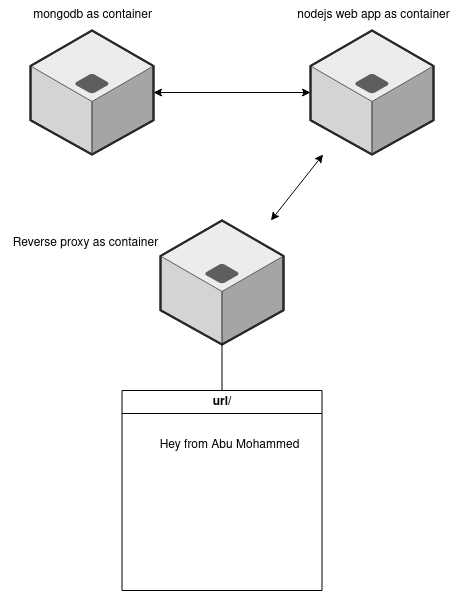 mongodb as container
nodejs web app as container
Reverse proxy as container
url/
Hey from Abu Mohammed